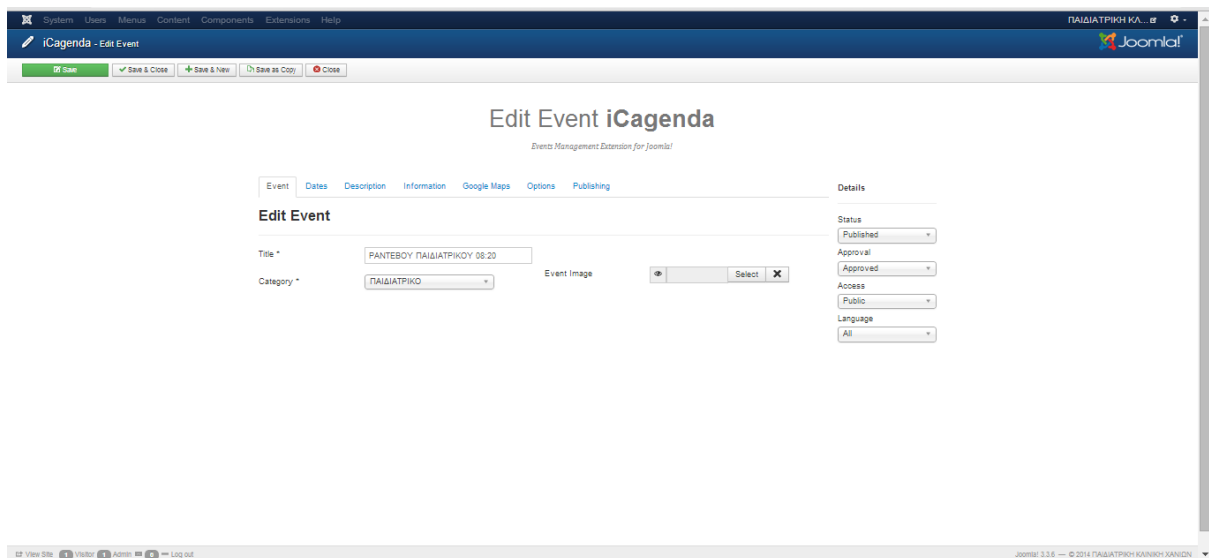 System Users Menus Content Components Extensions Help ΠΑΙΔΙΑΤΡΙΚΗ ΚΛ...
iCagenda - Edit Event Joomla!
Save Save & Close Save & New Save as Copy Close
Edit Event iCagenda
Events Management Extension for Joomla!
Event Dates Description Information Google Maps Options Publishing
Details
Edit Event
Status
Published
Title * ΡΑΝΤΕΒΟΥ ΠΑΙΔΙΑΤΡΙΚΟΥ 08:20
Approval
Event Image Select
Approved
Category * ΠΑΙΔΙΑΤΡΙΚΟ
Access
Public
Language
All
View Site 1 Visitor 1 Admin 0 Log out Joomla! 3.3.6 — © 2014 ΠΑΙΔΙΑΤΡΙΚΗ ΚΛΙΝΙΚΗ ΧΑΝΙΩΝ